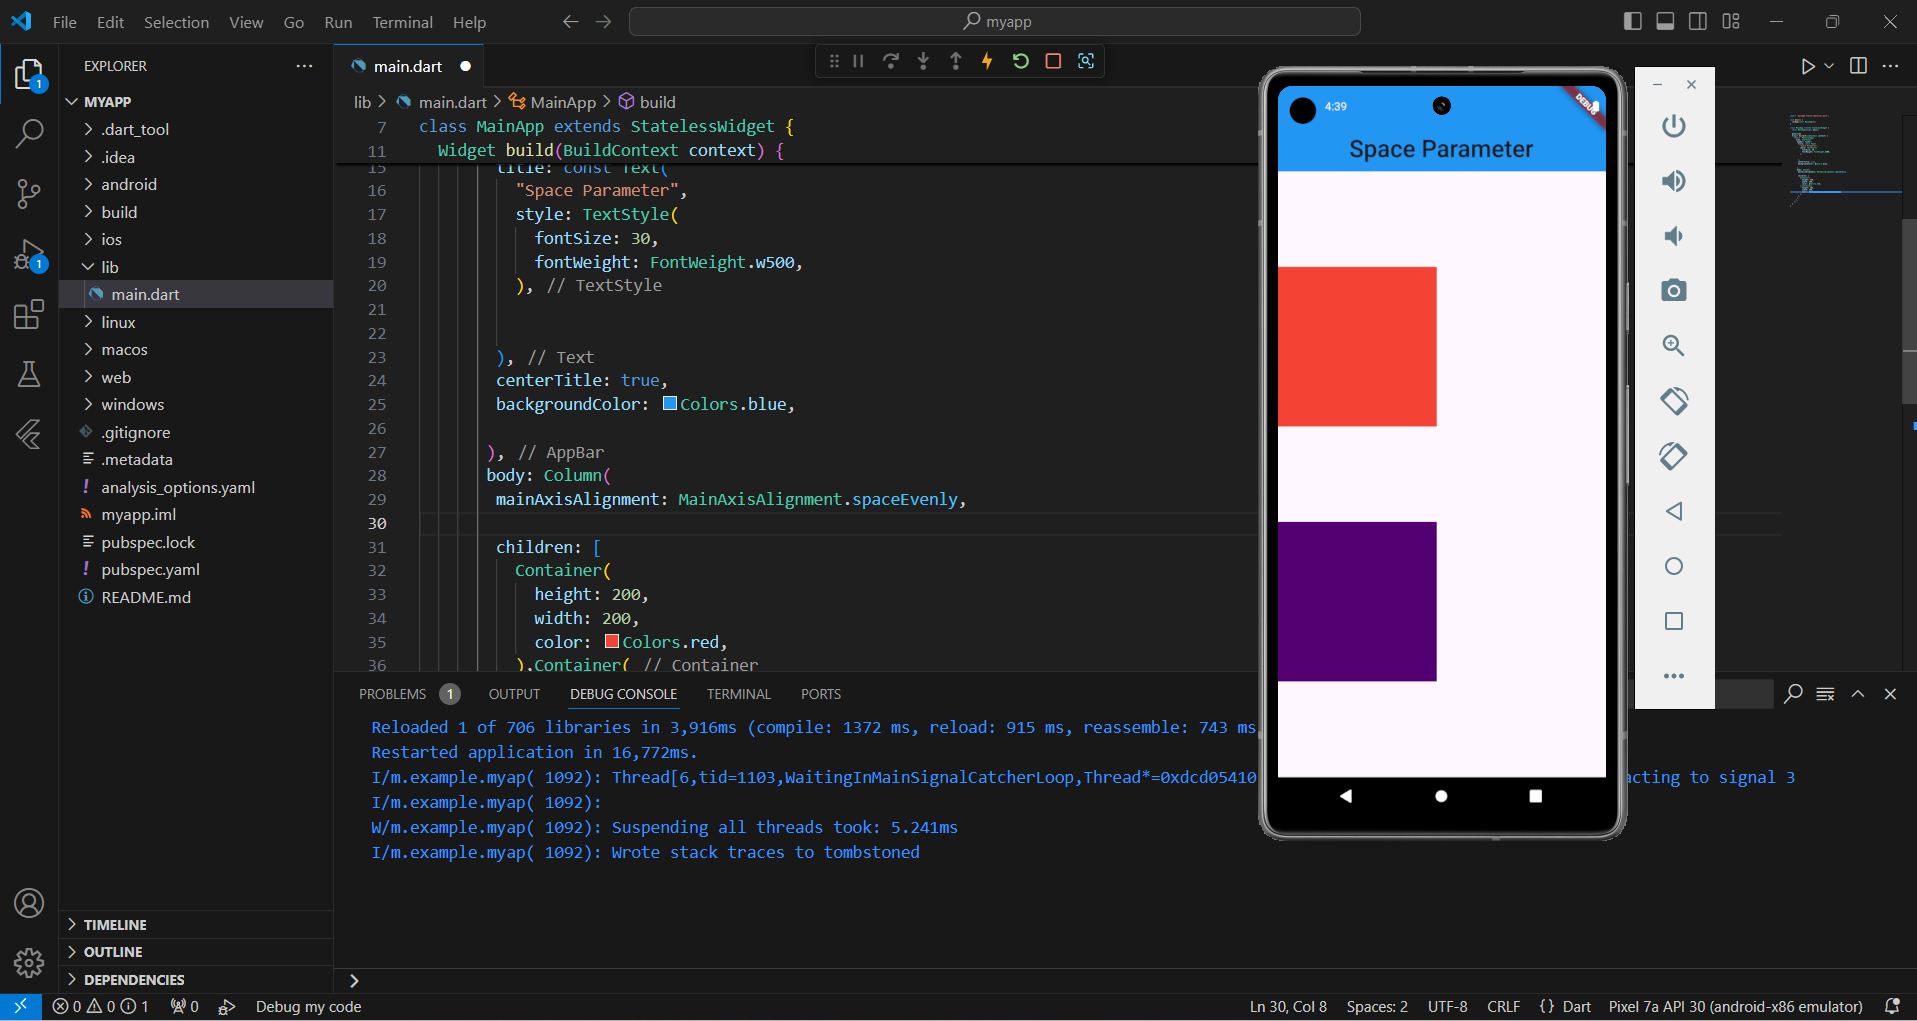 File Edit Selection View Go Run Terminal Help
myapp
EXPLORER
MYAPP
.dart_tool
.idea
android
build
ios
lib
main.dart
linux
macos
web
windows
.gitignore
.metadata
analysis_options.yaml
myapp.iml
pubspec.lock
pubspec.yaml
README.md
TIMELINE
OUTLINE
DEPENDENCIES
1
1
main.dart
lib > main.dart > MainApp > build
7 class MainApp extends StatelessWidget {
11 Widget build(BuildContext context) {
15 title: const Text(
16 "Space Parameter",
17 style: TextStyle(
18 fontSize: 30,
19 fontWeight: FontWeight.w500,
20 ), // TextStyle
21
22
23 ), // Text
24 centerTitle: true,
25 backgroundColor: Colors.blue,
26
27 ), // AppBar
28 body: Column(
29 mainAxisAlignment: MainAxisAlignment.spaceEvenly,
30
31 children: [
32 Container(
33 height: 200,
34 width: 200,
35 color: Colors.red,
36 ),Container( // Container
4:39
DEBUG
Space Parameter
PROBLEMS 1 OUTPUT DEBUG CONSOLE TERMINAL PORTS
Reloaded 1 of 706 libraries in 3,916ms (compile: 1372 ms, reload: 915 ms, reassemble: 743 ms
Restarted application in 16,772ms.
I/m.example.myap( 1092): Thread[6,tid=1103,WaitingInMainSignalCatcherLoop,Thread*=0xdcd05410 acting to signal 3
I/m.example.myap( 1092):
W/m.example.myap( 1092): Suspending all threads took: 5.241ms
I/m.example.myap( 1092): Wrote stack traces to tombstoned
0 0 1 0 Debug my code Ln 30, Col 8 Spaces: 2 UTF-8 CRLF {} Dart Pixel 7a API 30 (android-x86 emulator)